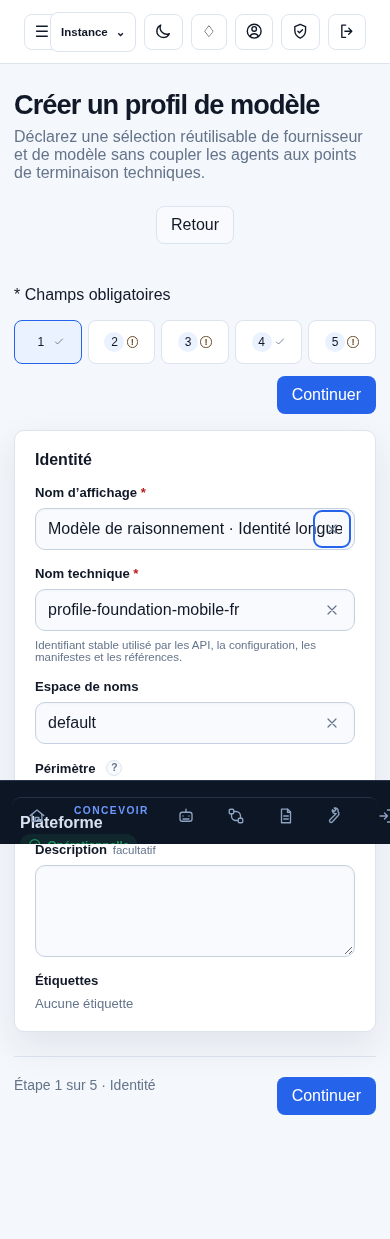 Instance
Créer un profil de modèle
Déclarez une sélection réutilisable de fournisseur
et de modèle sans coupler les agents aux points
de terminaison techniques.
Retour
* Champs obligatoires
1
2
3
4
5
Continuer
Identité
Nom d’affichage *
Modèle de raisonnement · Identité longue
Nom technique *
profile-foundation-mobile-fr
Identifiant stable utilisé par les API, la configuration, les
manifestes et les références.
Espace de noms
default
Périmètre ?
CONCEVOIR
Plateforme
Opérationnelle
Description facultatif
Étiquettes
Aucune étiquette
Étape 1 sur 5 · Identité
Continuer